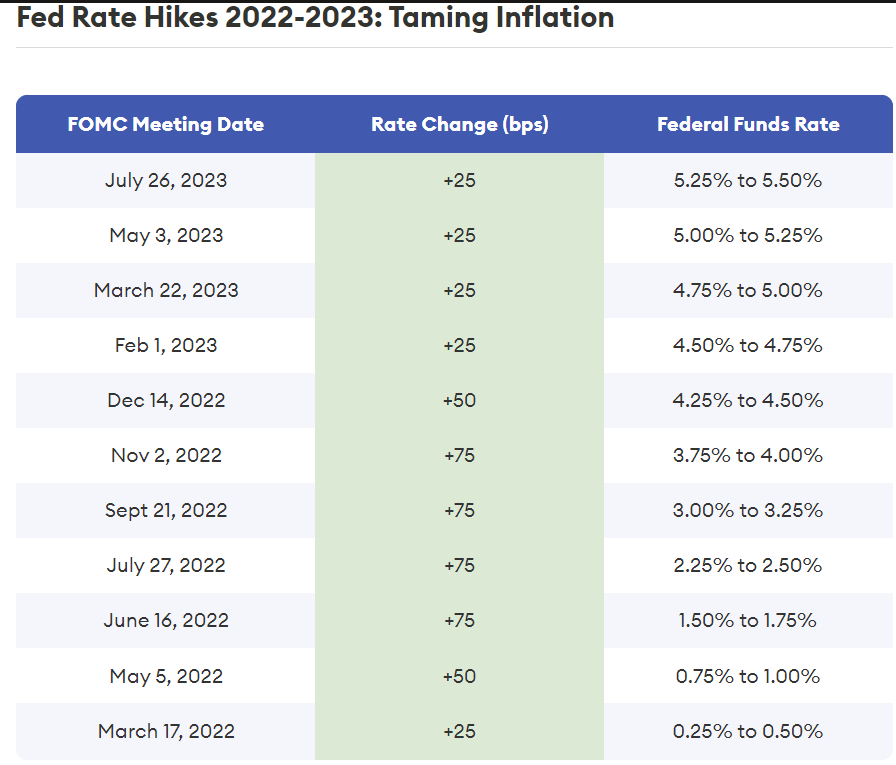 Fed Rate Hikes 2022-2023: Taming Inflation
FOMC Meeting Date Rate Change (bps) Federal Funds Rate
July 26, 2023 +25 5.25% to 5.50%
May 3, 2023 +25 5.00% to 5.25%
March 22, 2023 +25 4.75% to 5.00%
Feb 1, 2023 +25 4.50% to 4.75%
Dec 14, 2022 +50 4.25% to 4.50%
Nov 2, 2022 +75 3.75% to 4.00%
Sept 21, 2022 +75 3.00% to 3.25%
July 27, 2022 +75 2.25% to 2.50%
June 16, 2022 +75 1.50% to 1.75%
May 5, 2022 +50 0.75% to 1.00%
March 17, 2022 +25 0.25% to 0.50%